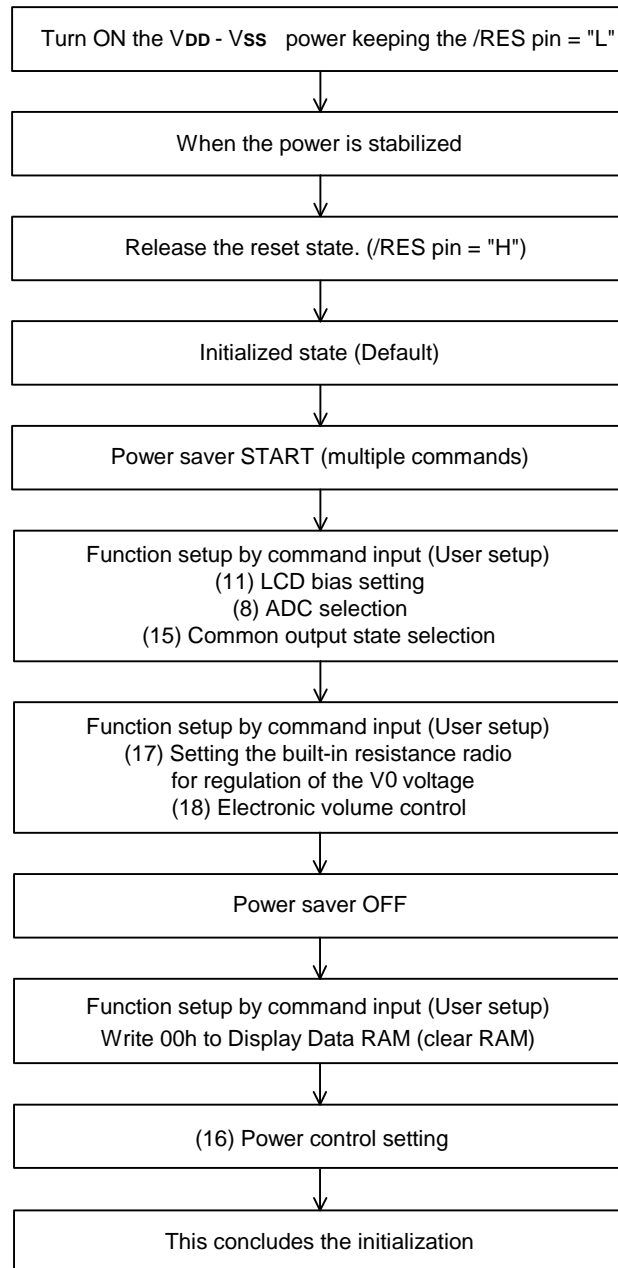 Turn ON the VDD - VSS power keeping the /RES pin = "L"
When the power is stabilized
Release the reset state. (/RES pin = "H")
Initialized state (Default)
Power saver START (multiple commands)
Function setup by command input (User setup)
(11) LCD bias setting
(8) ADC selection
(15) Common output state selection
Function setup by command input (User setup)
(17) Setting the built-in resistance radio
for regulation of the V0 voltage
(18) Electronic volume control
Power saver OFF
Function setup by command input (User setup)
Write 00h to Display Data RAM (clear RAM)
(16) Power control setting
This concludes the initialization